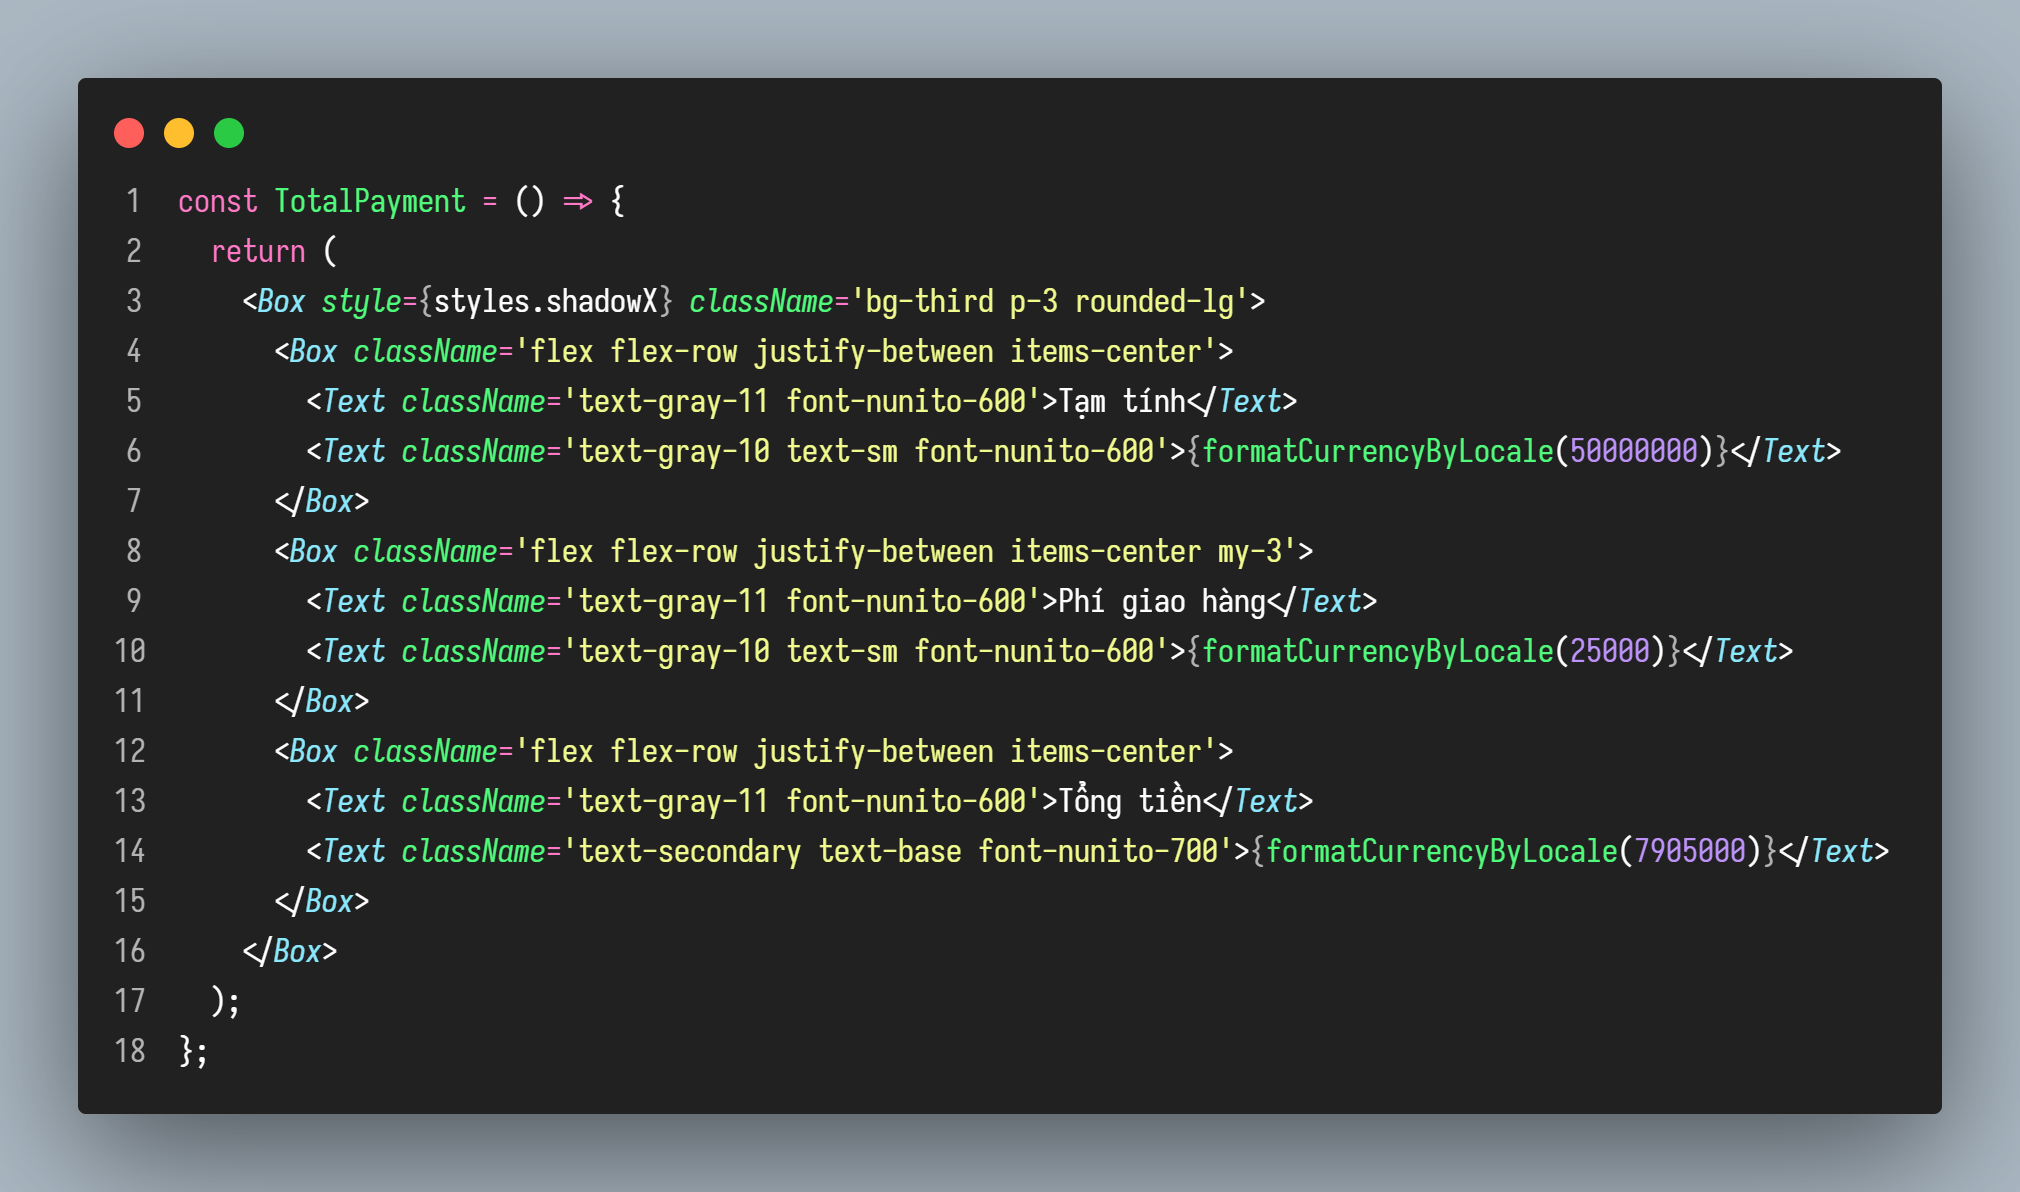 1 const TotalPayment = () => {
2 return (
3 <Box style={styles.shadowX} className='bg-third p-3 rounded-lg'>
4 <Box className='flex flex-row justify-between items-center'>
5 <Text className='text-gray-11 font-nunito-600'>Tạm tính</Text>
6 <Text className='text-gray-10 text-sm font-nunito-600'>{formatCurrencyByLocale(50000000)}</Text>
7 </Box>
8 <Box className='flex flex-row justify-between items-center my-3'>
9 <Text className='text-gray-11 font-nunito-600'>Phí giao hàng</Text>
10 <Text className='text-gray-10 text-sm font-nunito-600'>{formatCurrencyByLocale(25000)}</Text>
11 </Box>
12 <Box className='flex flex-row justify-between items-center'>
13 <Text className='text-gray-11 font-nunito-600'>Tổng tiền</Text>
14 <Text className='text-secondary text-base font-nunito-700'>{formatCurrencyByLocale(7905000)}</Text>
15 </Box>
16 </Box>
17 );
18 };